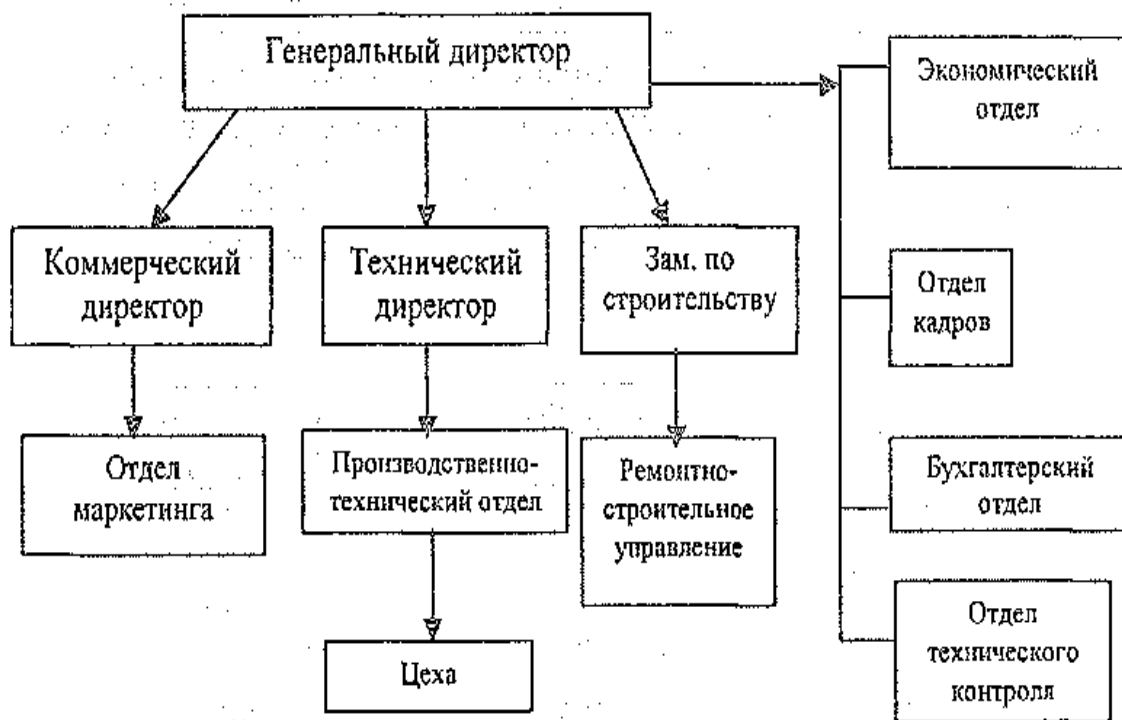 Генеральный директор
Экономический
отдел
Коммерческий
директор
Технический
директор
Зам. по
строительству
Отдел
кадров
Отдел
маркетинга
Производственно-
технический отдел
Ремонтно-
строительное
управление
Бухгалтерский
отдел
Цеха
Отдел
технического
контроля